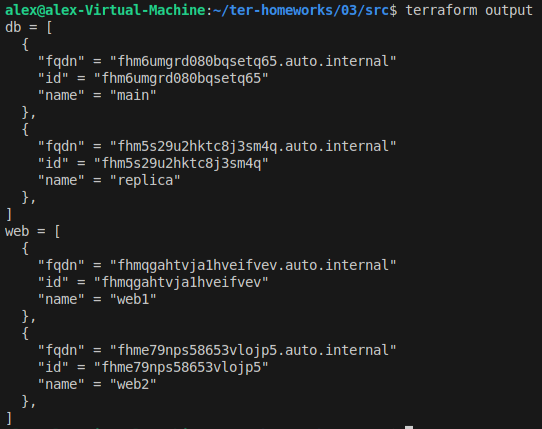 alex@alex-Virtual-Machine:~/ter-homeworks/03/src$ terraform output
db = [
  {
    "fqdn" = "fhm6umgrd080bqsetq65.auto.internal"
    "id" = "fhm6umgrd080bqsetq65"
    "name" = "main"
  },
  {
    "fqdn" = "fhm5s29u2hktc8j3sm4q.auto.internal"
    "id" = "fhm5s29u2hktc8j3sm4q"
    "name" = "replica"
  },
]
web = [
  {
    "fqdn" = "fhmqgahtvja1hveifvev.auto.internal"
    "id" = "fhmqgahtvja1hveifvev"
    "name" = "web1"
  },
  {
    "fqdn" = "fhme79nps58653vlojp5.auto.internal"
    "id" = "fhme79nps58653vlojp5"
    "name" = "web2"
  },
]